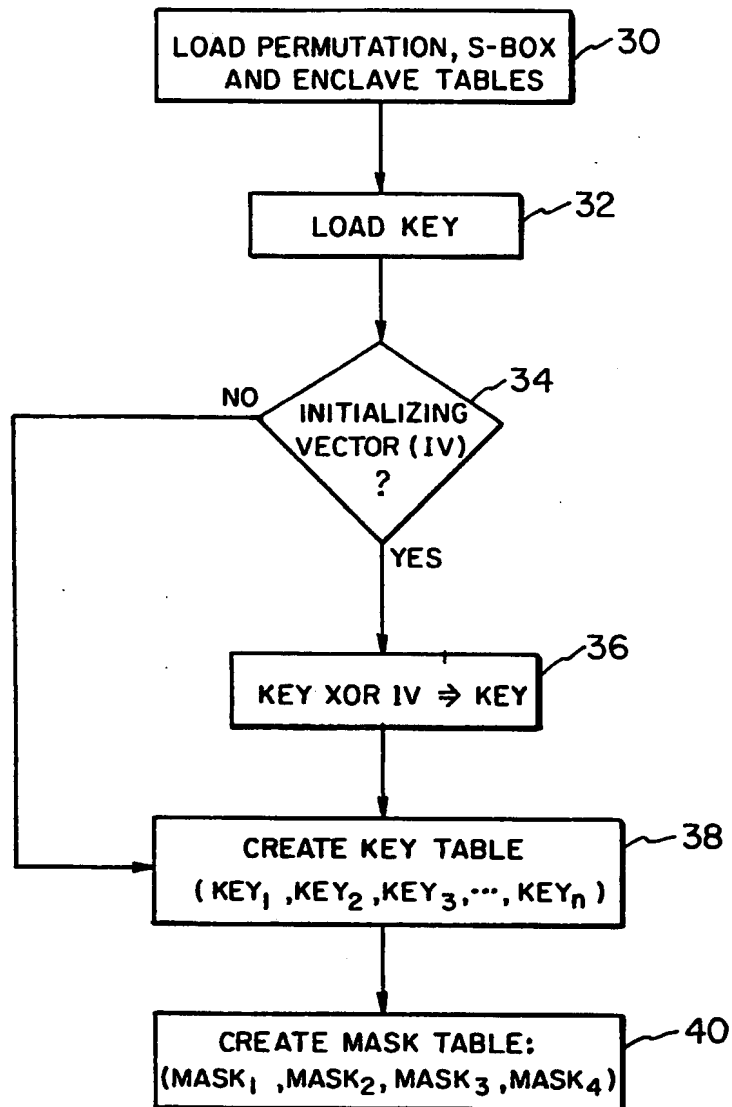 LOAD PERMUTATION, S-BOX
AND ENCLAVE TABLES
30
LOAD KEY
32
34
NO
INITIALIZING
VECTOR (IV)
?
YES
36
KEY XOR IV ⇒ KEY
38
CREATE KEY TABLE
(KEY₁ ,KEY₂ ,KEY₃,···, KEYₙ)
40
CREATE MASK TABLE:
(MASK₁ ,MASK₂, MASK₃ ,MASK₄)